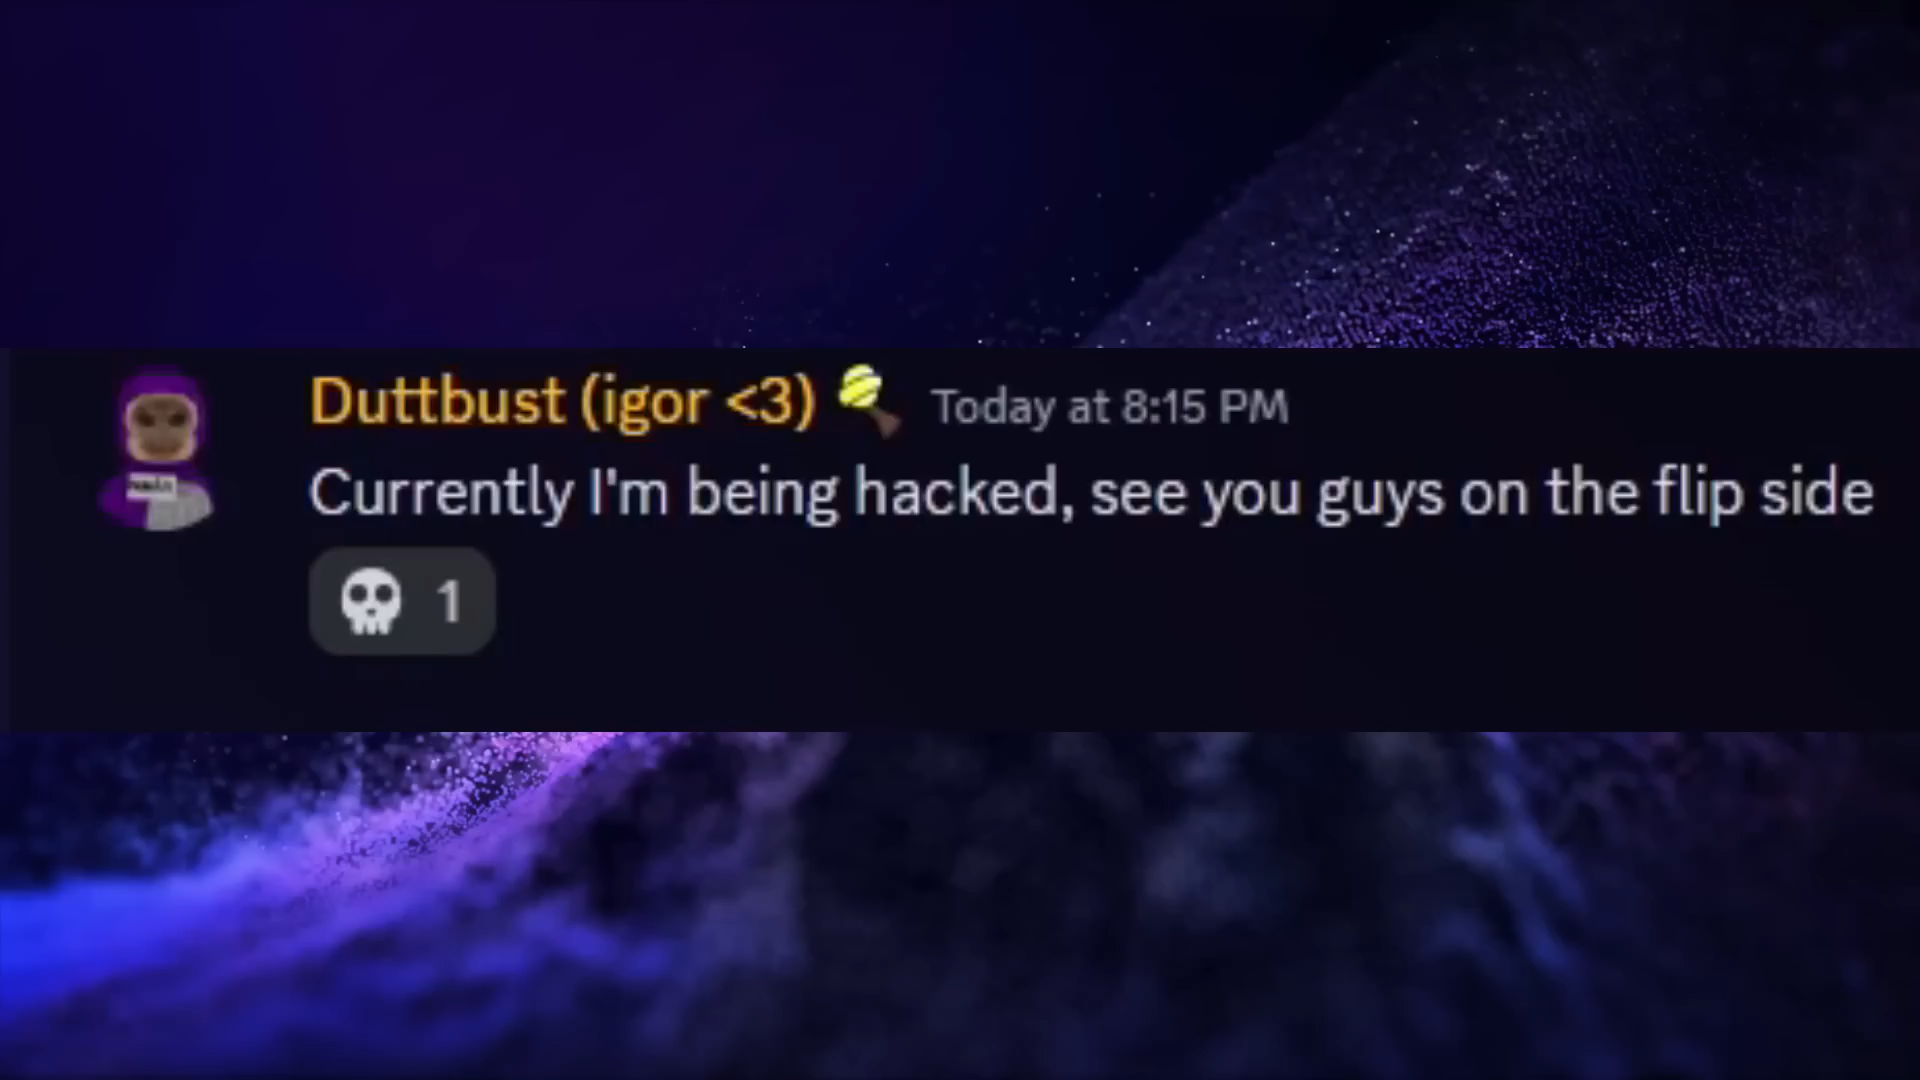 Duttbust (igor <3) Today at 8:15 PM
Currently I'm being hacked, see you guys on the flip side
💀 1